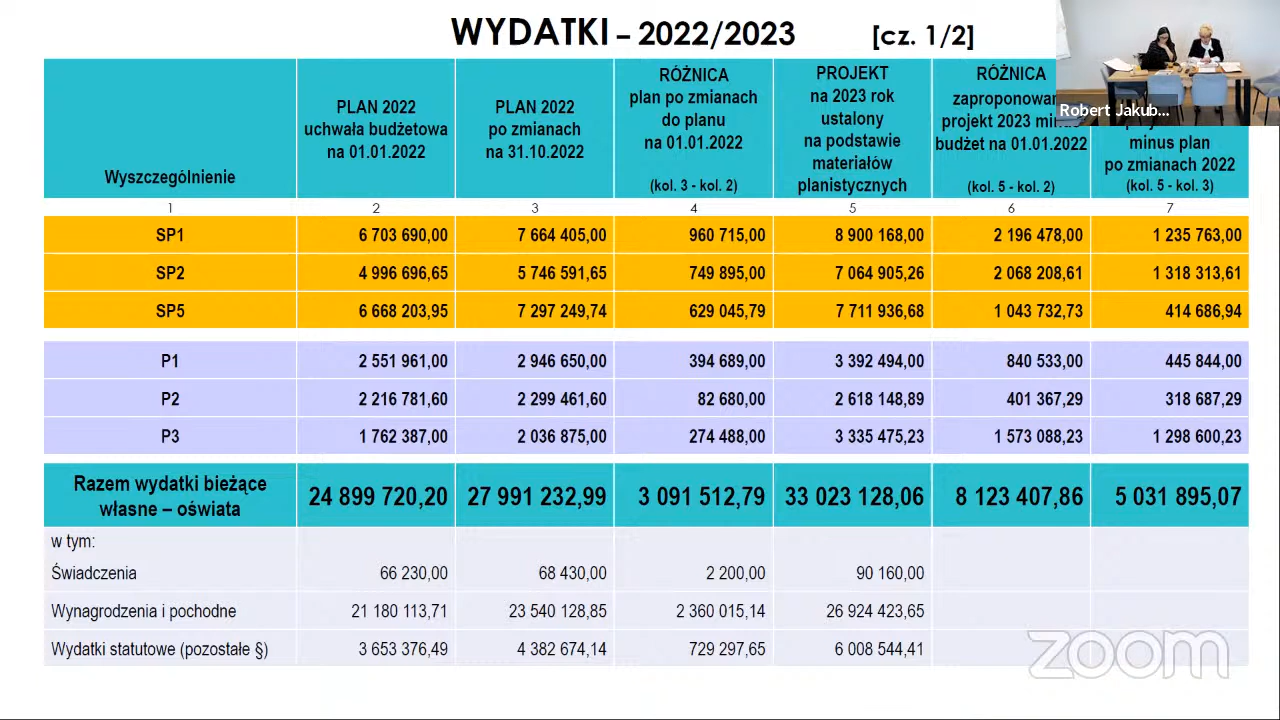 WYDATKI – 2022/2023 [cz. 1/2]
Wyszczególnienie
PLAN 2022
uchwała budżetowa
na 01.01.2022
PLAN 2022
po zmianach
na 31.10.2022
RÓŻNICA
plan po zmianach
do planu
na 01.01.2022
(kol. 3 - kol. 2)
PROJEKT
na 2023 rok
ustalony
na podstawie
materiałów
planistycznych
RÓŻNICA
projekt 2023 minus
budżet na 01.01.2022
(kol. 5 - kol. 2)
minus plan
po zmianach 2022
(kol. 5 - kol. 3)
Robert Jakub...
1 2 3 4 5 6 7
SP1 6 703 690,00 7 664 405,00 960 715,00 8 900 168,00 2 196 478,00 1 235 763,00
SP2 4 996 696,65 5 746 591,65 749 895,00 7 064 905,26 2 068 208,61 1 318 313,61
SP5 6 668 203,95 7 297 249,74 629 045,79 7 711 936,68 1 043 732,73 414 686,94
P1 2 551 961,00 2 946 650,00 394 689,00 3 392 494,00 840 533,00 445 844,00
P2 2 216 781,60 2 299 461,60 82 680,00 2 618 148,89 401 367,29 318 687,29
P3 1 762 387,00 2 036 875,00 274 488,00 3 335 475,23 1 573 088,23 1 298 600,23
Razem wydatki bieżące
własne – oświata 24 899 720,20 27 991 232,99 3 091 512,79 33 023 128,06 8 123 407,86 5 031 895,07
w tym:
Świadczenia 66 230,00 68 430,00 2 200,00 90 160,00
Wynagrodzenia i pochodne 21 180 113,71 23 540 128,85 2 360 015,14 26 924 423,65
Wydatki statutowe (pozostałe §) 3 653 376,49 4 382 674,14 729 297,65 6 008 544,41
zoom